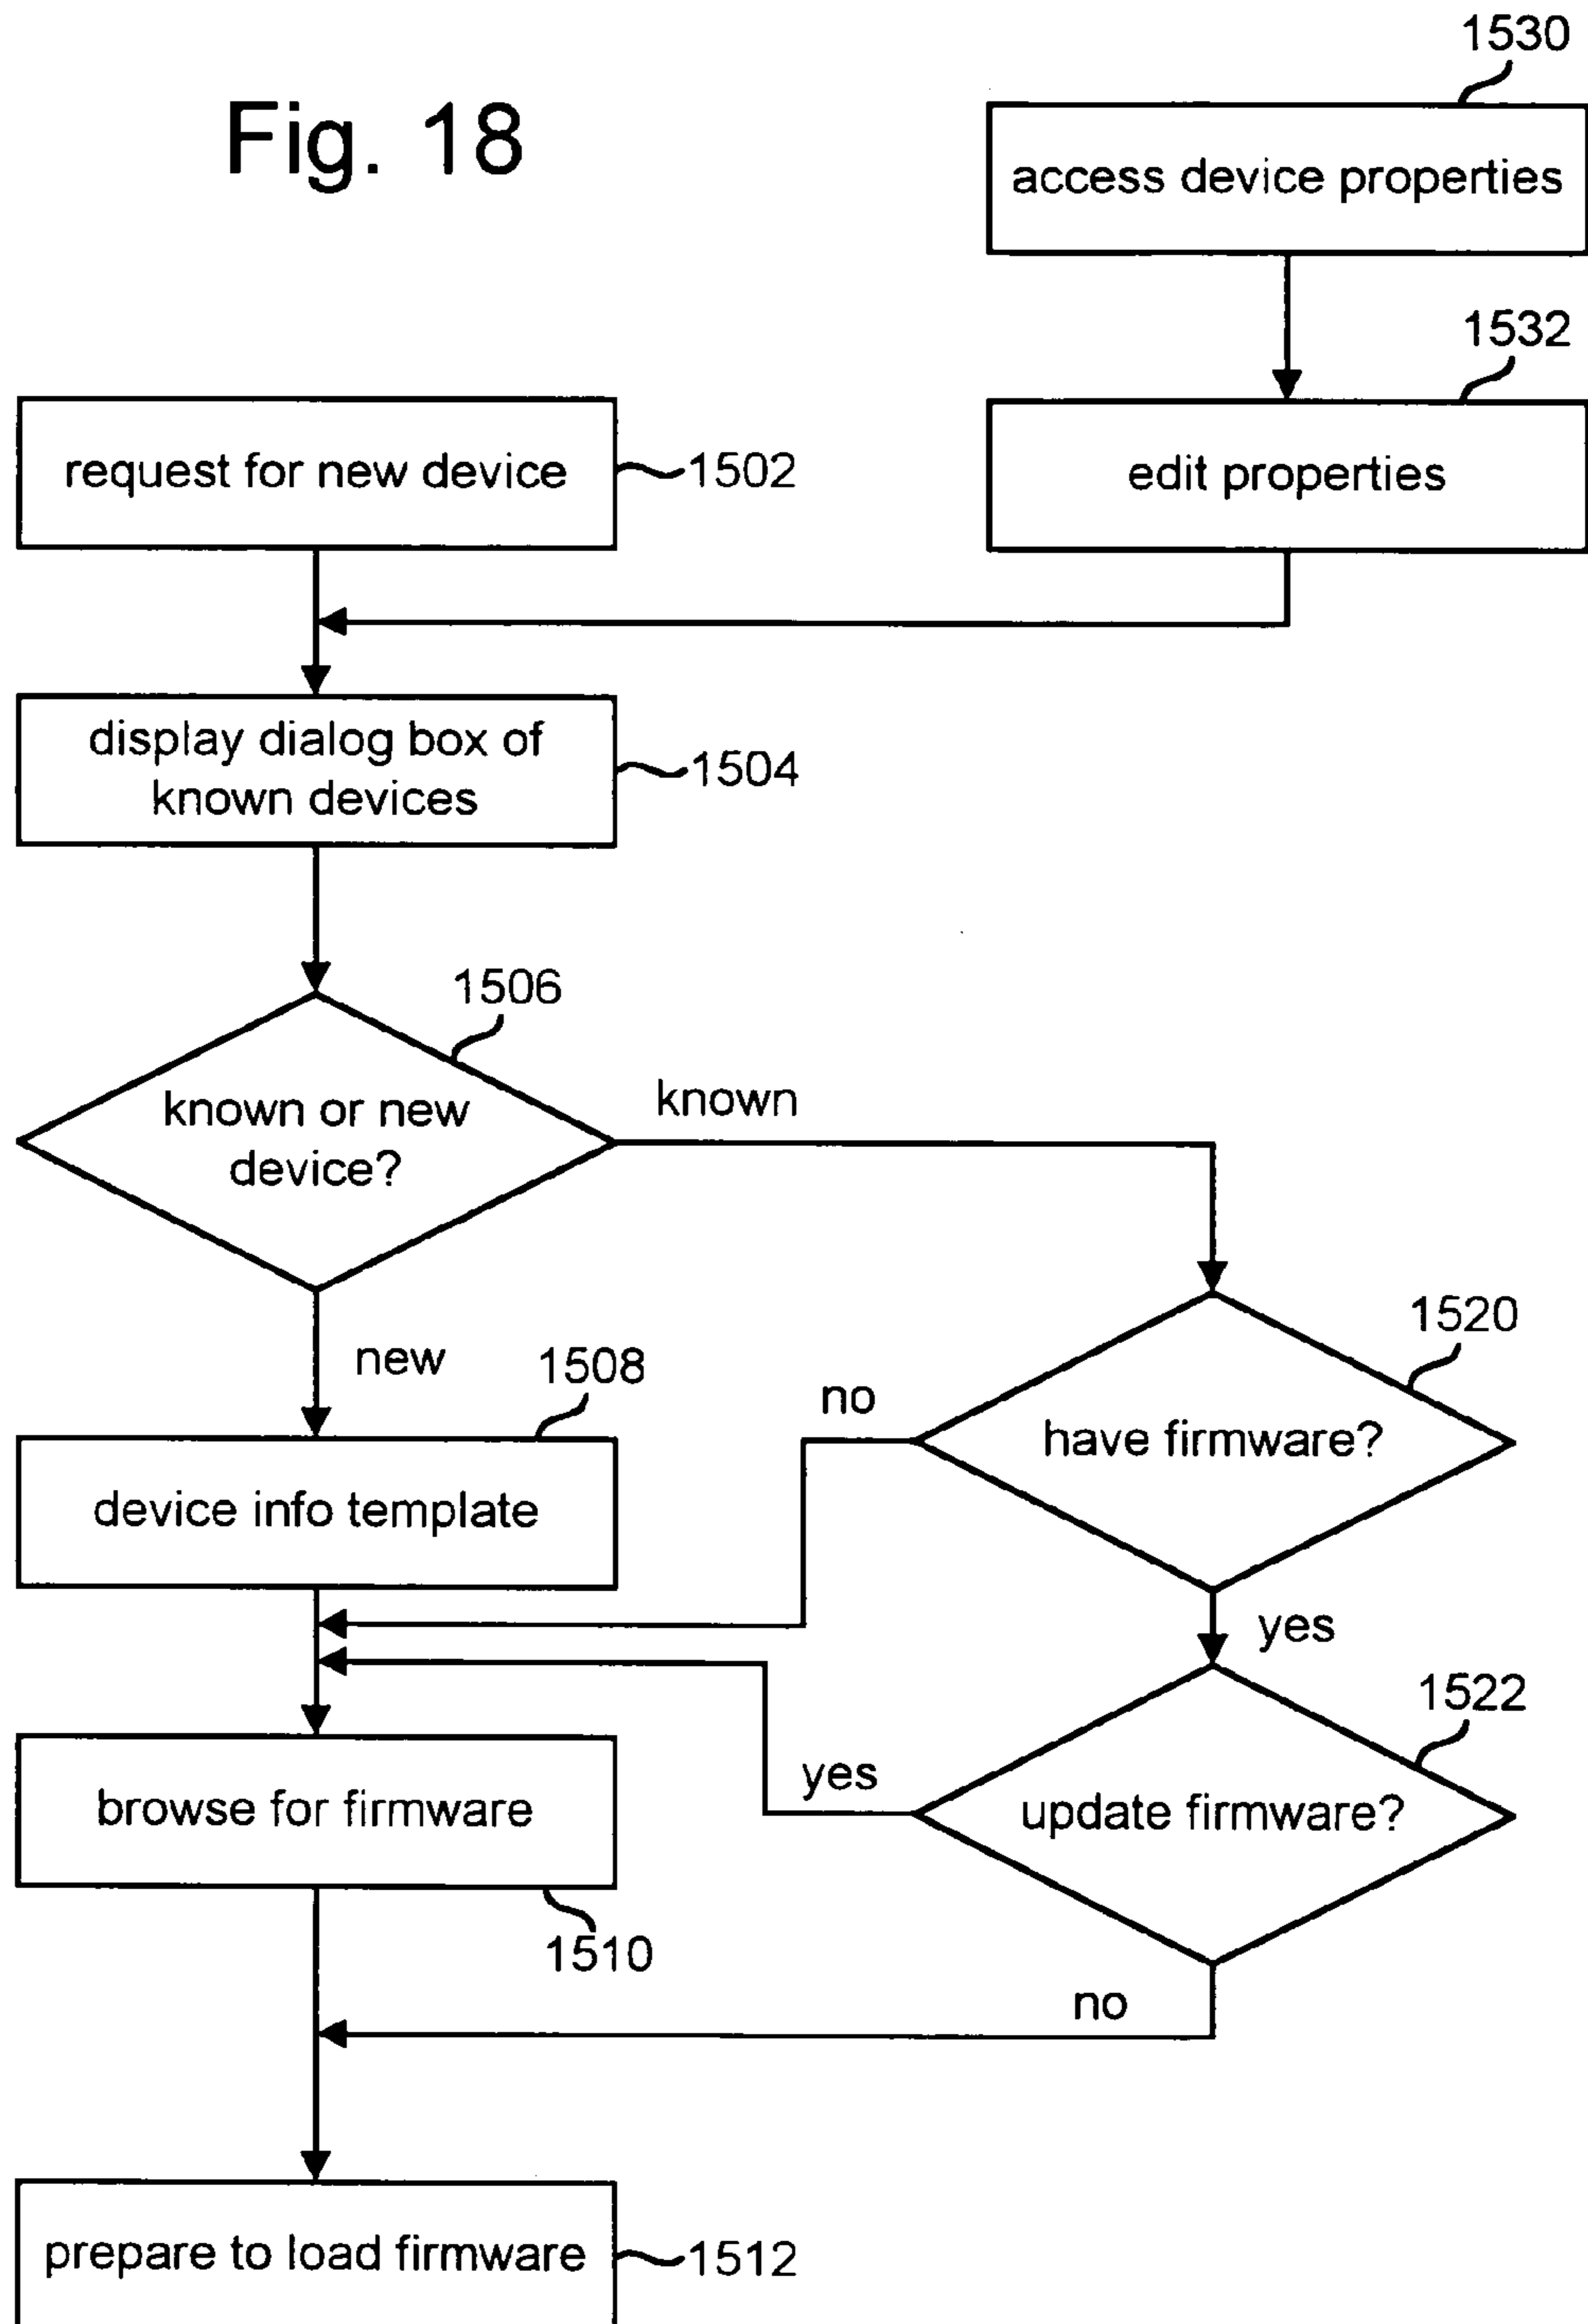 Fig. 18
1530
access device properties
1532
edit properties
request for new device
1502
display dialog box of
known devices
1504
1506
known or new
device?
known
new
1508
device info template
1520
have firmware?
no
yes
1522
update firmware?
yes
no
browse for firmware
1510
prepare to load firmware
1512